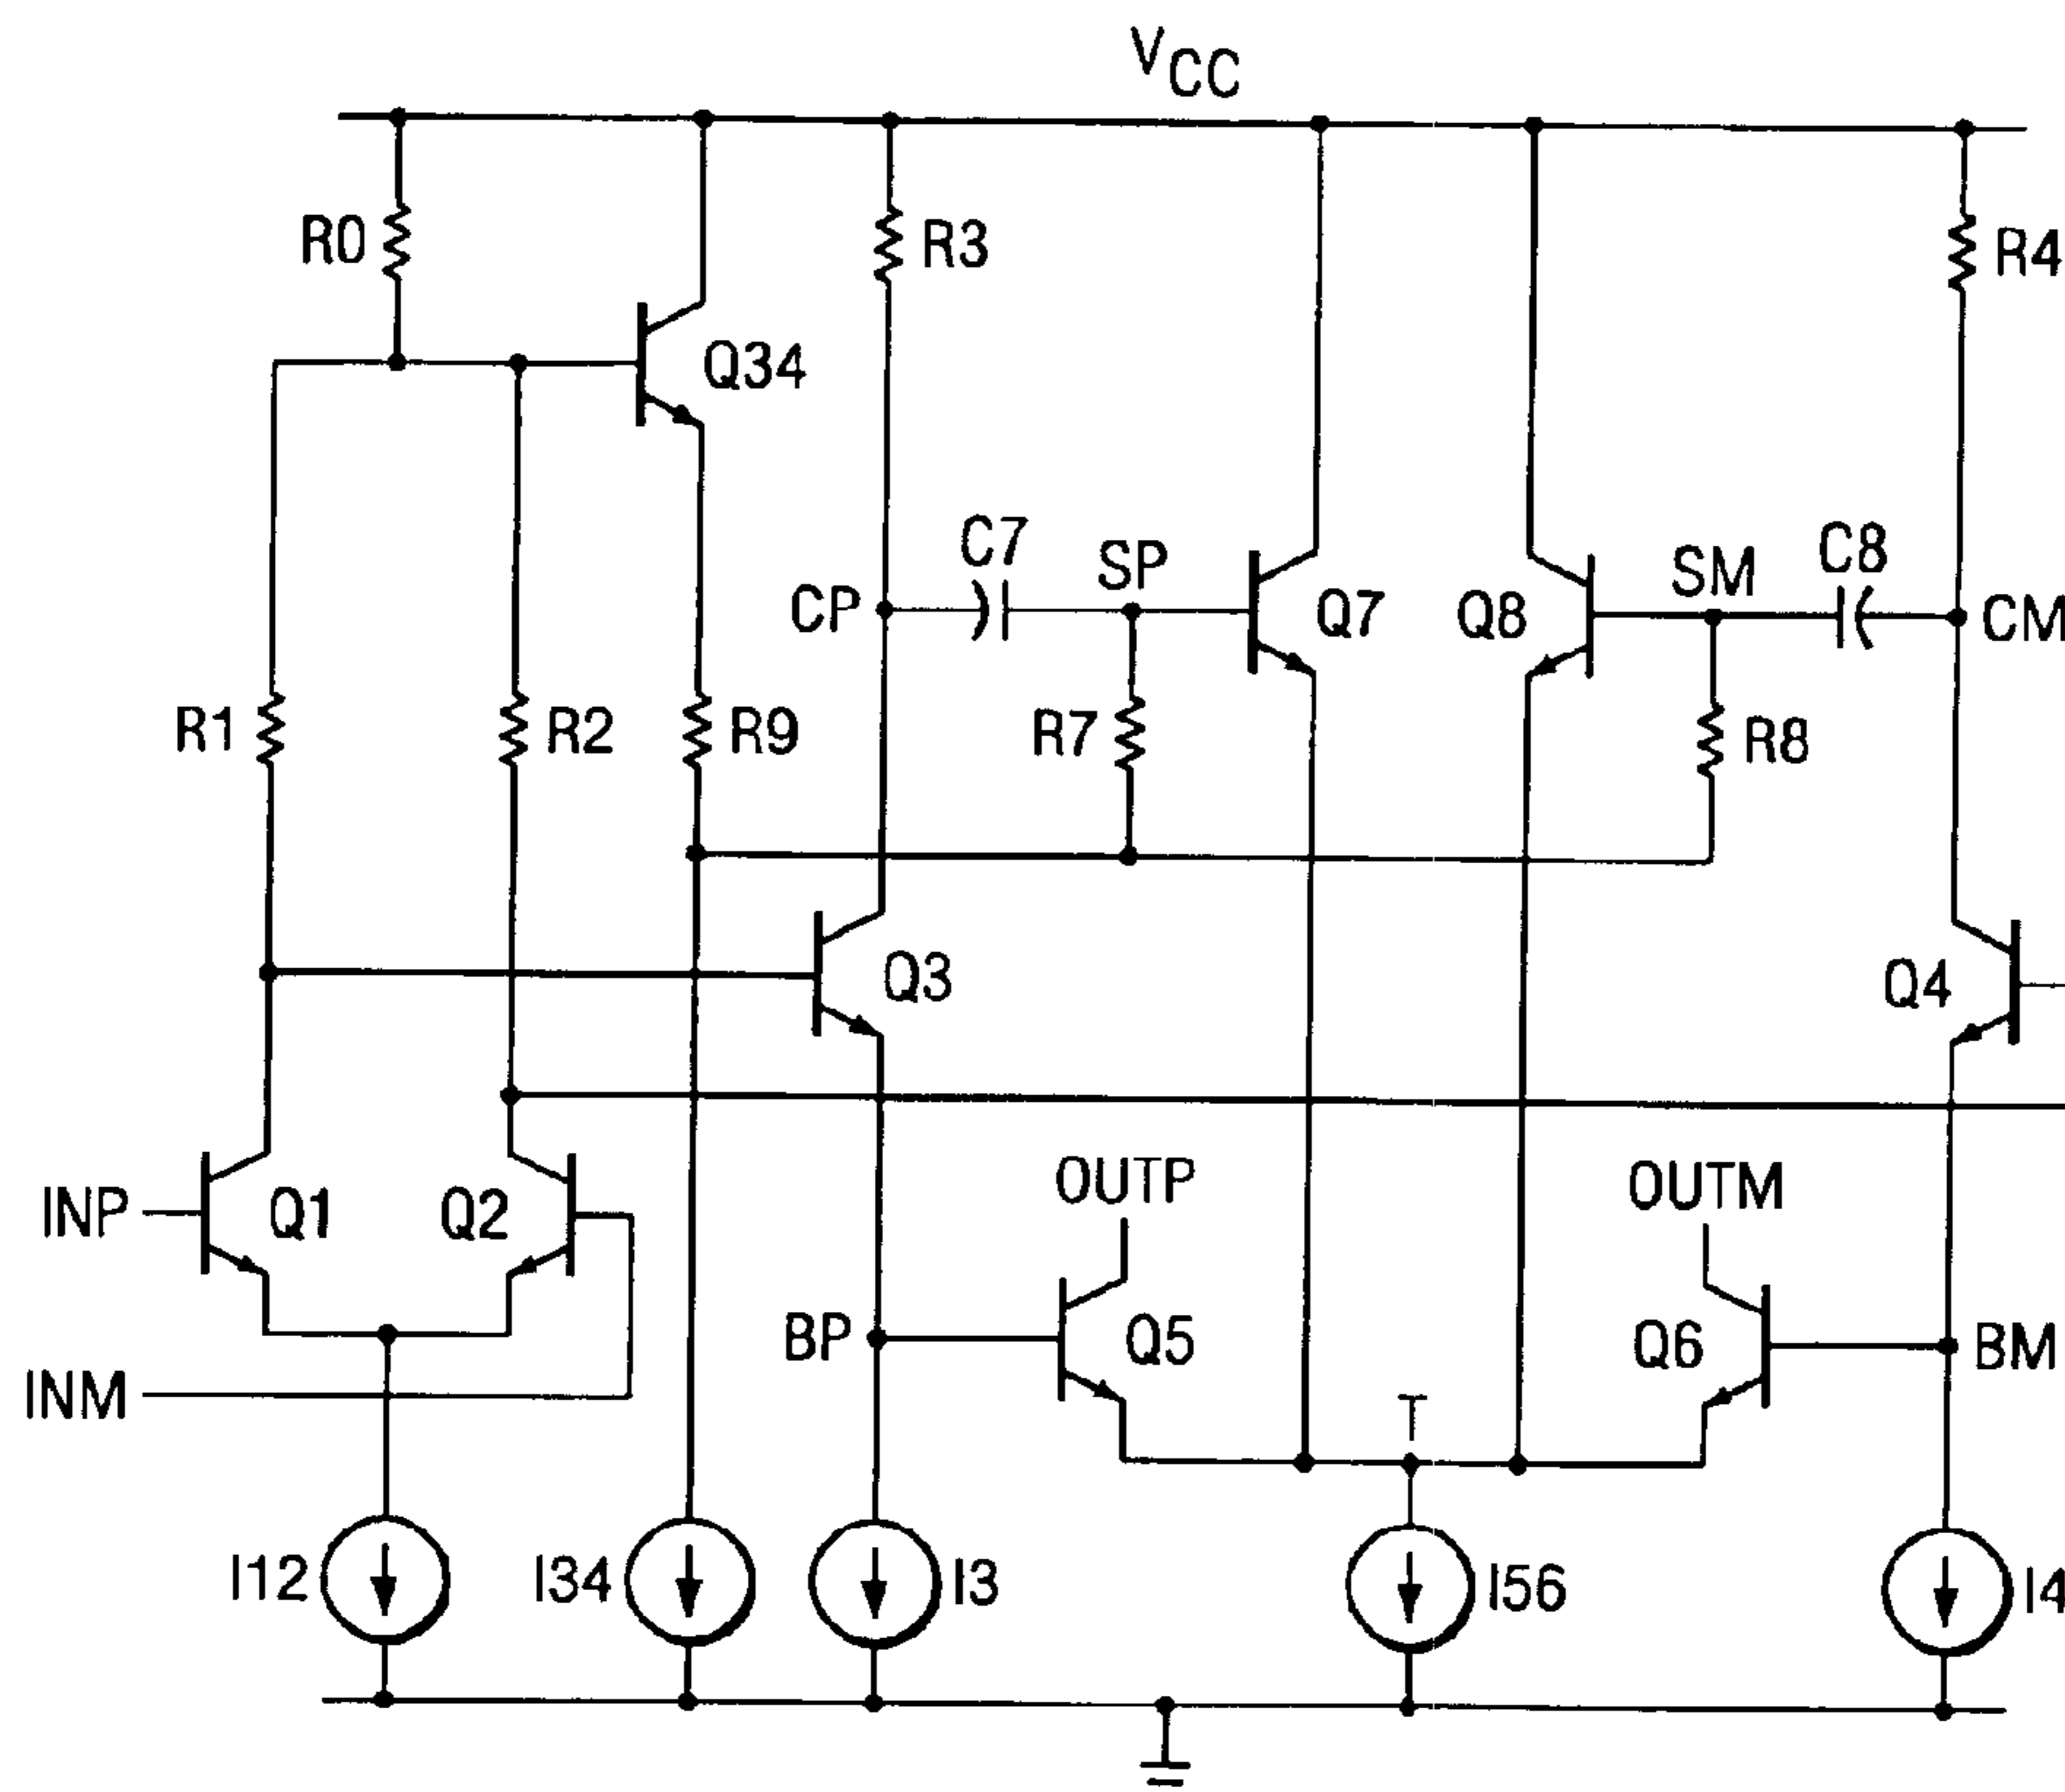 VCC
R0
R3
R4
Q34
C7
SP
SM
C8
CP
Q7
Q8
CM
R1
R2
R9
R7
R8
Q3
Q4
OUTP
OUTM
INP
Q1
Q2
BP
Q5
Q6
BM
INM
T
I12
I34
I3
I56
I4